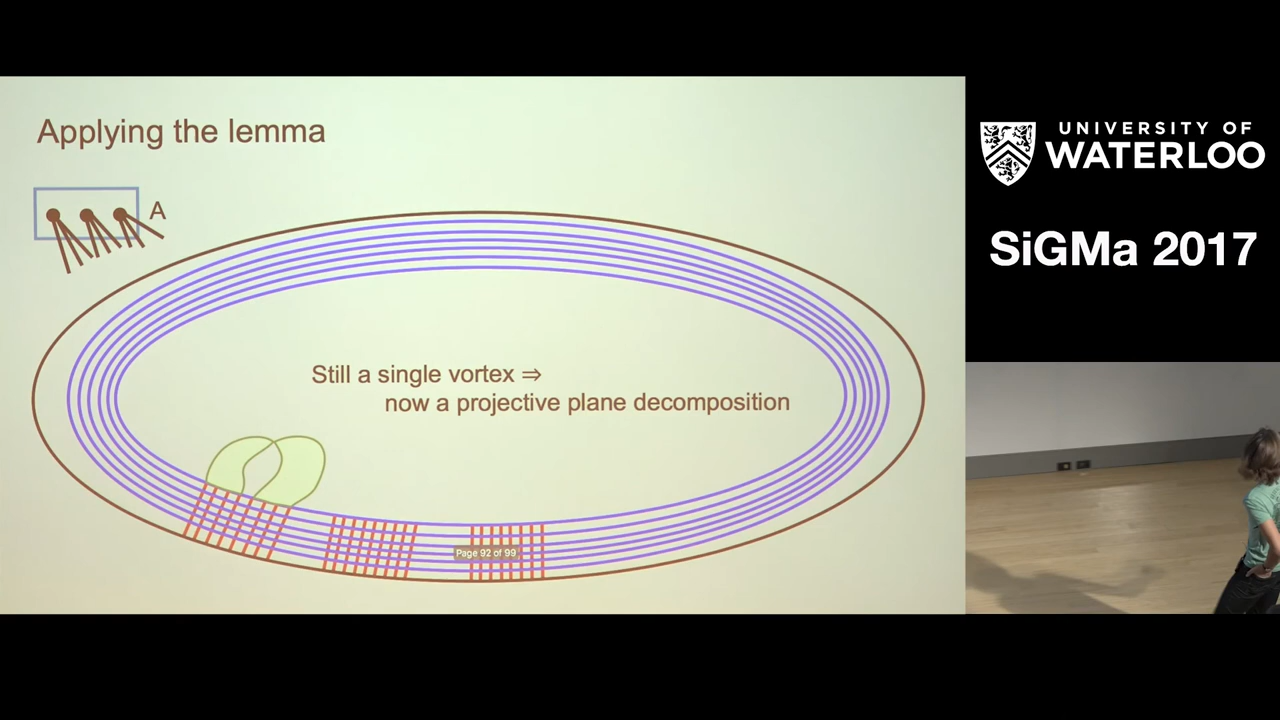 Applying the lemma
A
Still a single vortex ⇒
now a projective plane decomposition
Page 92 of 99
UNIVERSITY OF
WATERLOO
SiGMa 2017